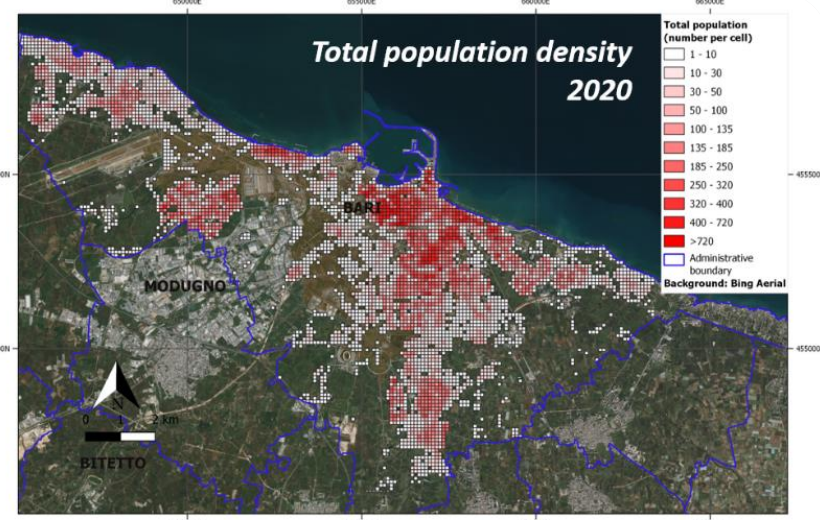 650000E 655000E 660000E 665000E
Total population density
2020
Total population
(number per cell)
1 - 10
10 - 30
30 - 50
50 - 100
100 - 135
135 - 185
185 - 250
250 - 320
320 - 400
400 - 720
>720
Administrative
boundary
Background: Bing Aerial
0N 455500
BARI
MODUGNO
0N 455000
N
0 1 2 km
BITETTO